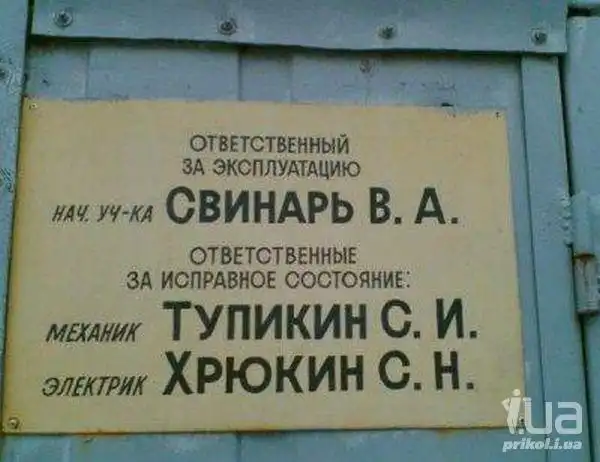 ОТВЕТСТВЕННЫЙ
ЗА ЭКСПЛУАТАЦИЮ
НАЧ. УЧ-КА СВИНАРЬ В. А.
ОТВЕТСТВЕННЫЕ
ЗА ИСПРАВНОЕ СОСТОЯНИЕ:
МЕХАНИК ТУПИКИН С. И.
ЭЛЕКТРИК ХРЮКИН С. Н.
i.ua
prikol.i.ua